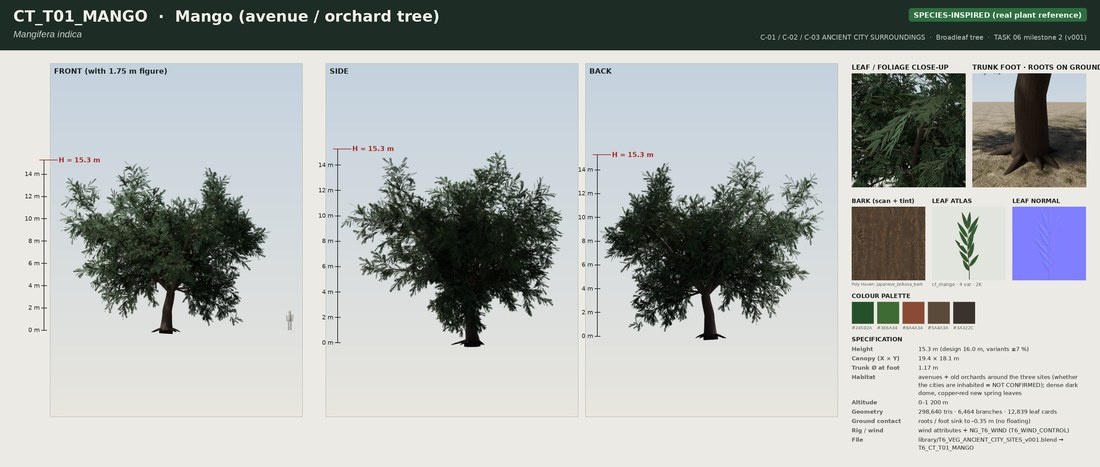 CT_T01_MANGO · Mango (avenue / orchard tree)
Mangifera indica
SPECIES-INSPIRED (real plant reference)
C-01 / C-02 / C-03 ANCIENT CITY SURROUNDINGS · Broadleaf tree · TASK 06 milestone 2 (v001)
FRONT (with 1.75 m figure)
H = 15.3 m
14 m
12 m
10 m
8 m
6 m
4 m
2 m
0 m
SIDE
H = 15.3 m
14 m
12 m
10 m
8 m
6 m
4 m
2 m
0 m
BACK
H = 15.3 m
14 m
12 m
10 m
8 m
6 m
4 m
2 m
0 m
LEAF / FOLIAGE CLOSE-UP
TRUNK FOOT · ROOTS ON GROUND
BARK (scan + tint)
LEAF ATLAS
LEAF NORMAL
Poly Haven: japanese_zelkova_bark
ct_mango · 4 var · 2K
COLOUR PALETTE
SPECIFICATION
Height 15.3 m (design 16.0 m, variants ±7 %)
Canopy (X × Y) 19.4 × 18.1 m
Trunk Ø at foot 1.17 m
Habitat avenues + old orchards around the three sites (whether
the cities are inhabited = NOT CONFIRMED); dense dark
dome, copper-red new spring leaves
Altitude 0–1 200 m
Geometry 298,640 tris · 6,464 branches · 12,839 leaf cards
Ground contact roots / foot sink to -0.35 m (no floating)
Rig / wind wind attributes + NG_T6_WIND (T6_WIND_CONTROL)
File library/T6_VEG_ANCIENT_CITY_SITES_v001.blend →
T6_CT_T01_MANGO